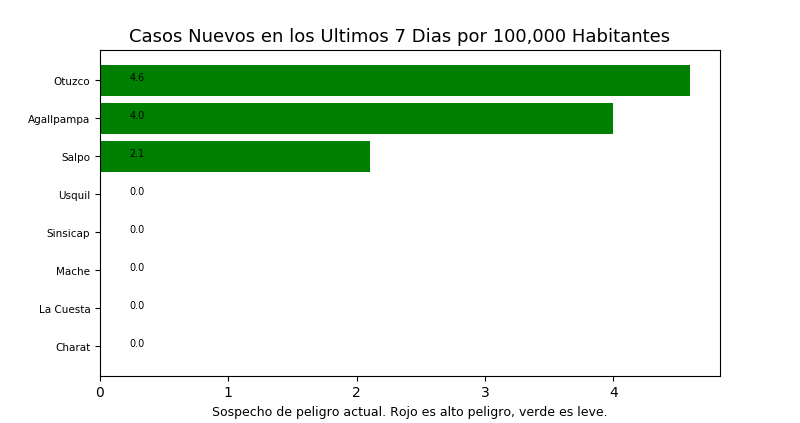 Casos Nuevos en los Ultimos 7 Dias por 100,000 Habitantes
Otuzco 4.6
Agallpampa 4.0
Salpo 2.1
Usquil 0.0
Sinsicap 0.0
Mache 0.0
La Cuesta 0.0
Charat 0.0
0 1 2 3 4
Sospecho de peligro actual. Rojo es alto peligro, verde es leve.